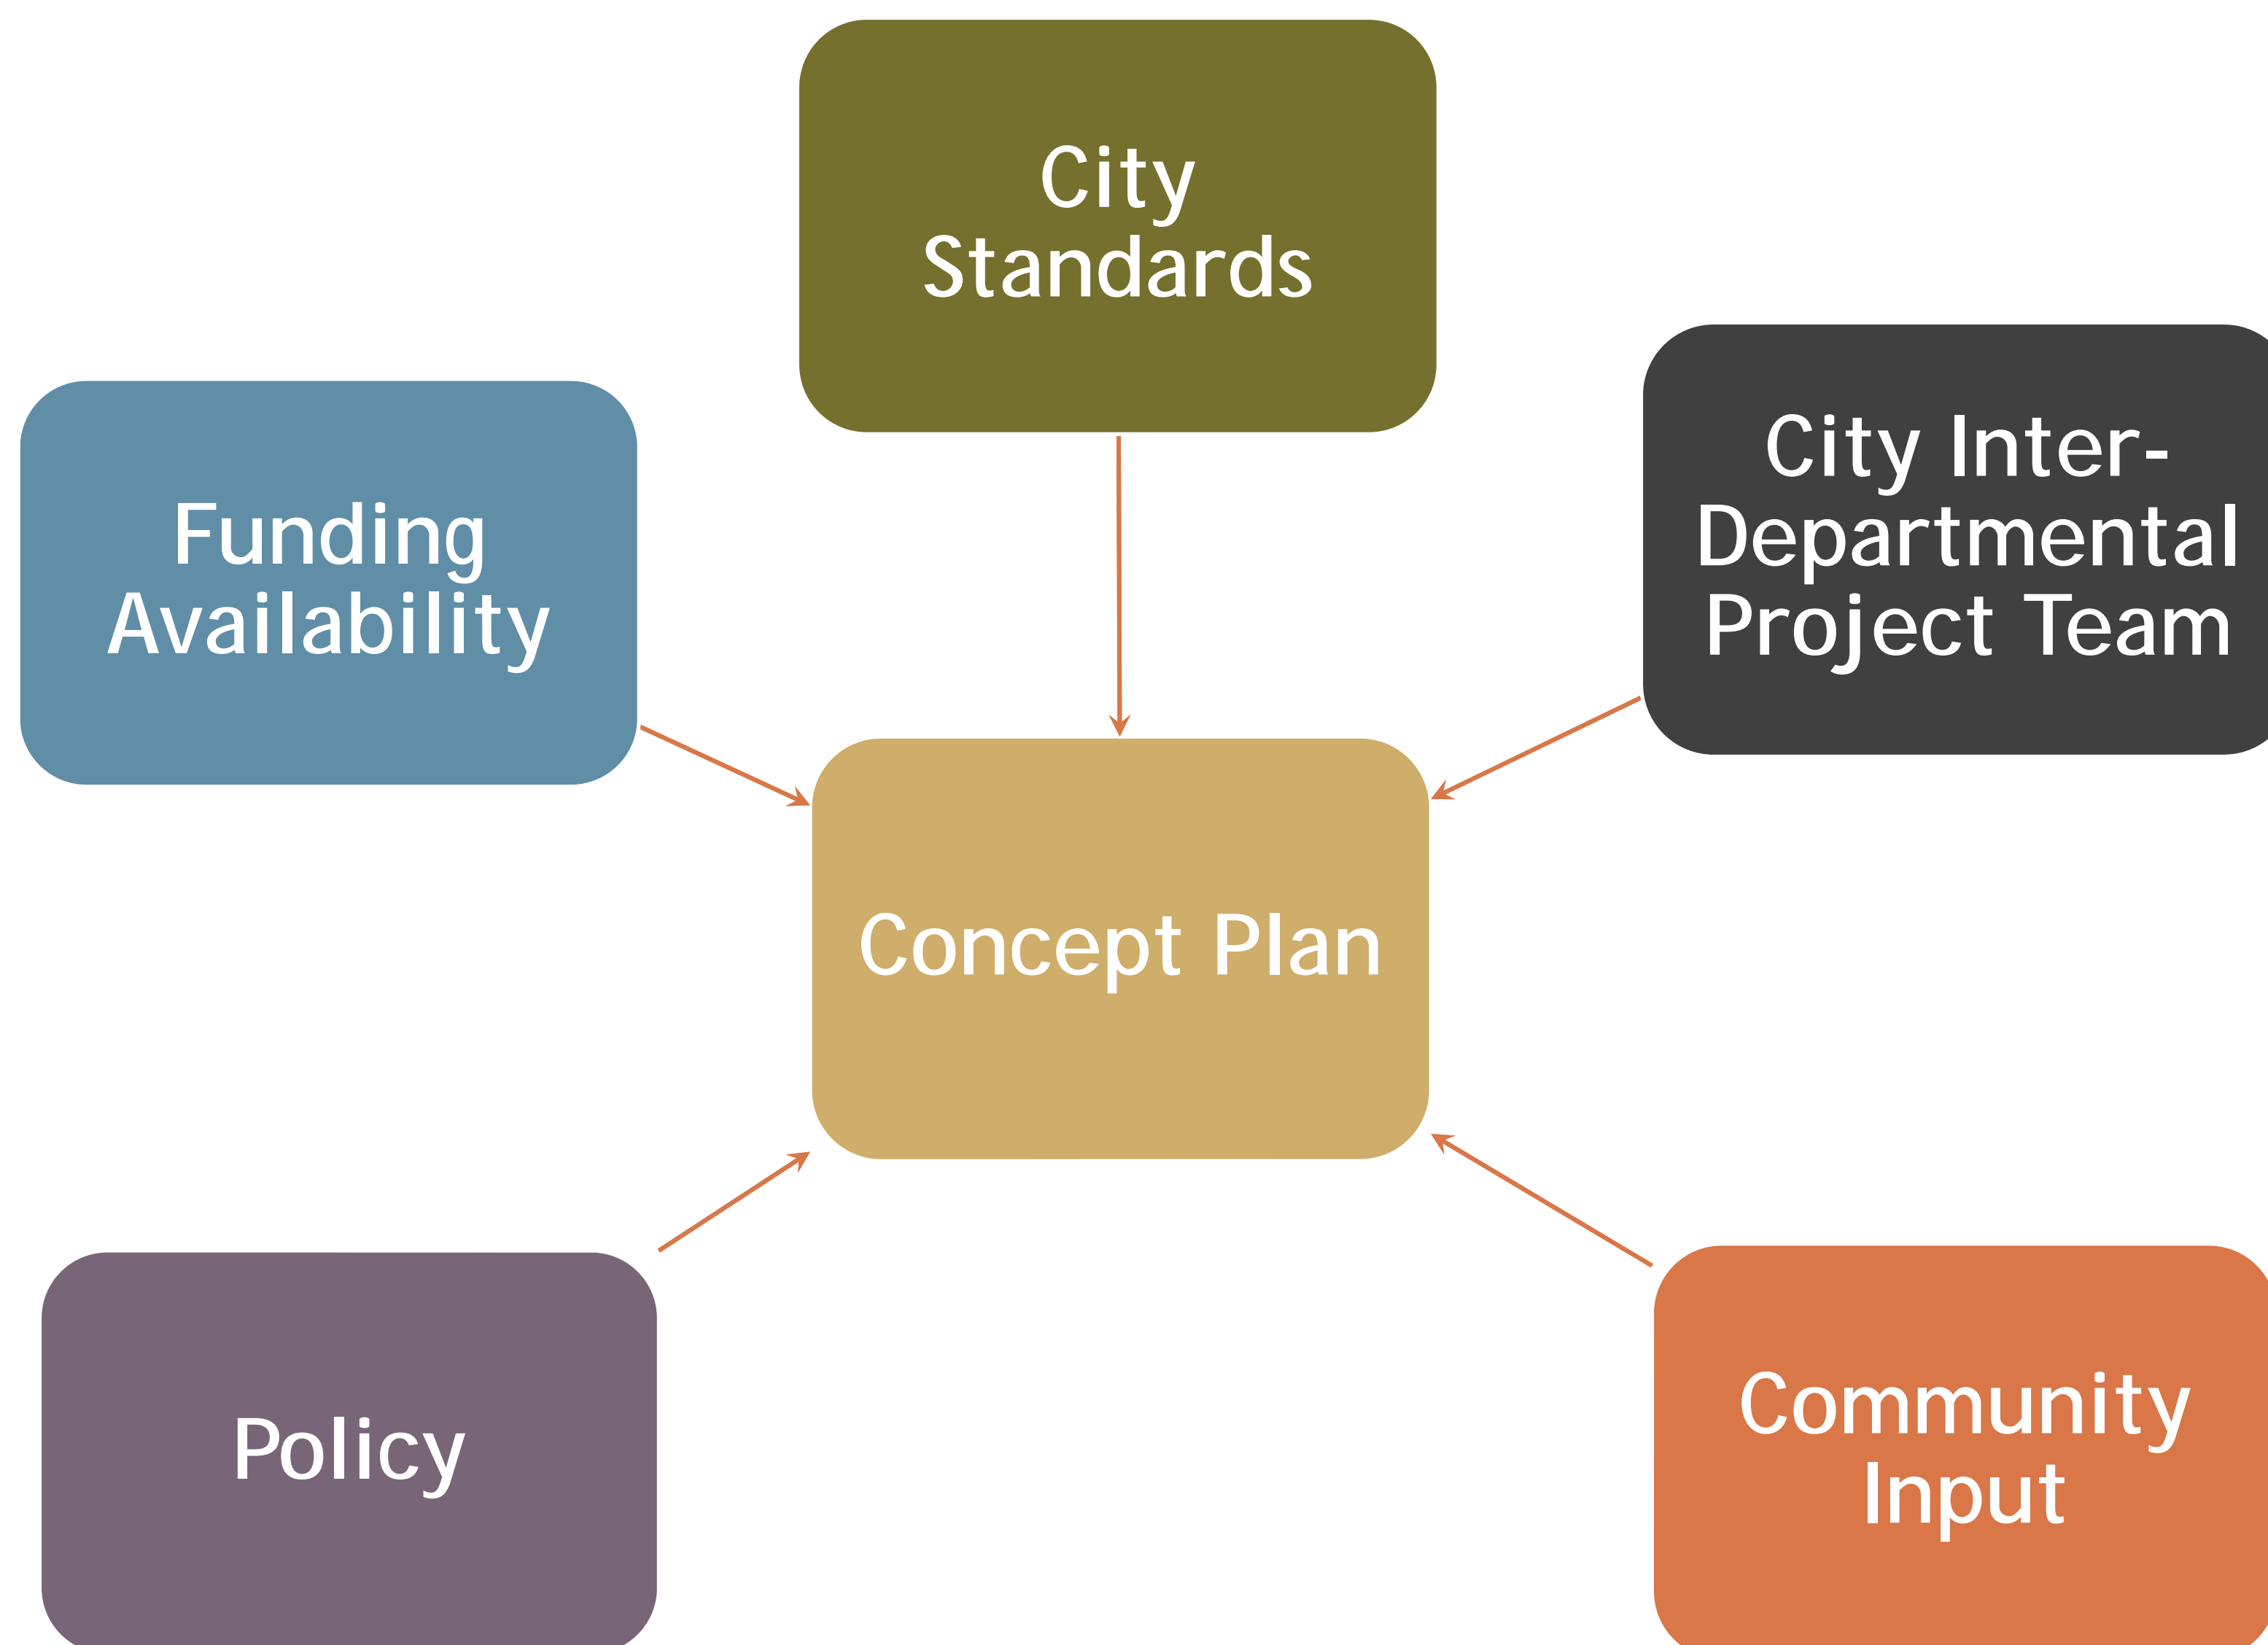 City
Standards
City Inter-
Departmental
Project Team
Funding
Availability
Concept Plan
Policy
Community
Input